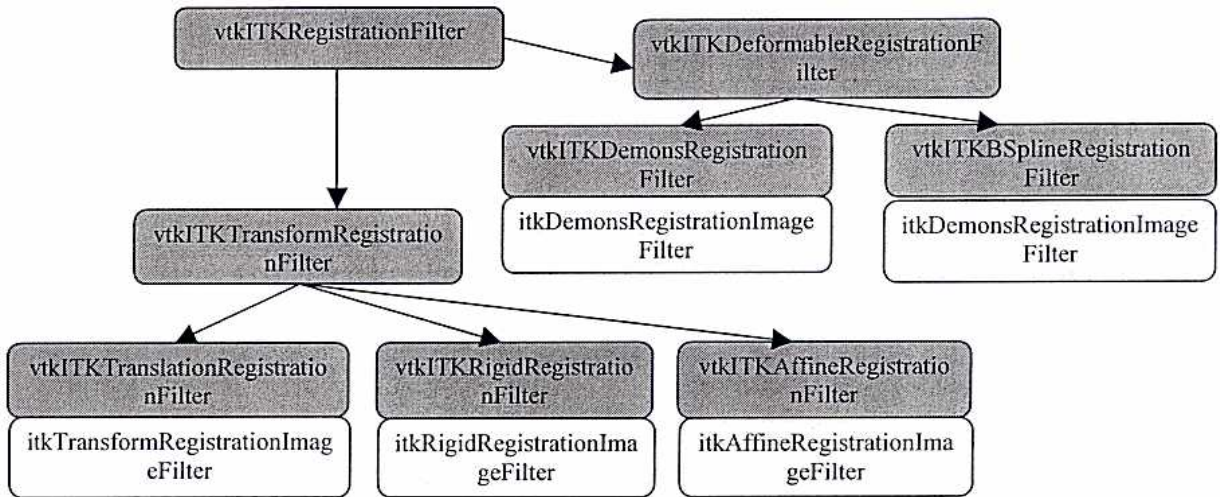 vtkITKRegistrationFilter
vtkITKDeformableRegistrationF
ilter
vtkITKDemonsRegistration
Filter
itkDemonsRegistrationImage
Filter
vtkITKBSplineRegistration
Filter
itkDemonsRegistrationImage
Filter
vtkITKTransformRegistratio
nFilter
vtkITKTranslationRegistratio
nFilter
itkTransformRegistrationImag
eFilter
vtkITKRigidRegistratio
nFilter
itkRigidRegistrationIma
geFilter
vtkITKAffineRegistratio
nFilter
itkAffineRegistrationIma
geFilter